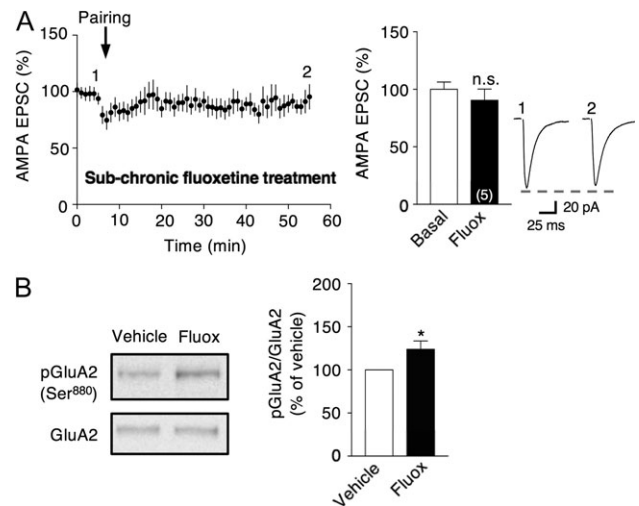 A
Pairing
AMPA EPSC (%)
150
100
50
0
1
2
Sub-chronic fluoxetine treatment
0 10 20 30 40 50 60
Time (min)
AMPA EPSC (%)
150
100
50
0
n.s.
(5)
Basal
Fluox
1
2
20 pA
25 ms
B
Vehicle Fluox
pGluA2
(Ser880)
GluA2
pGluA2/GluA2
(% of vehicle)
200
150
100
50
0
*
Vehicle
Fluox